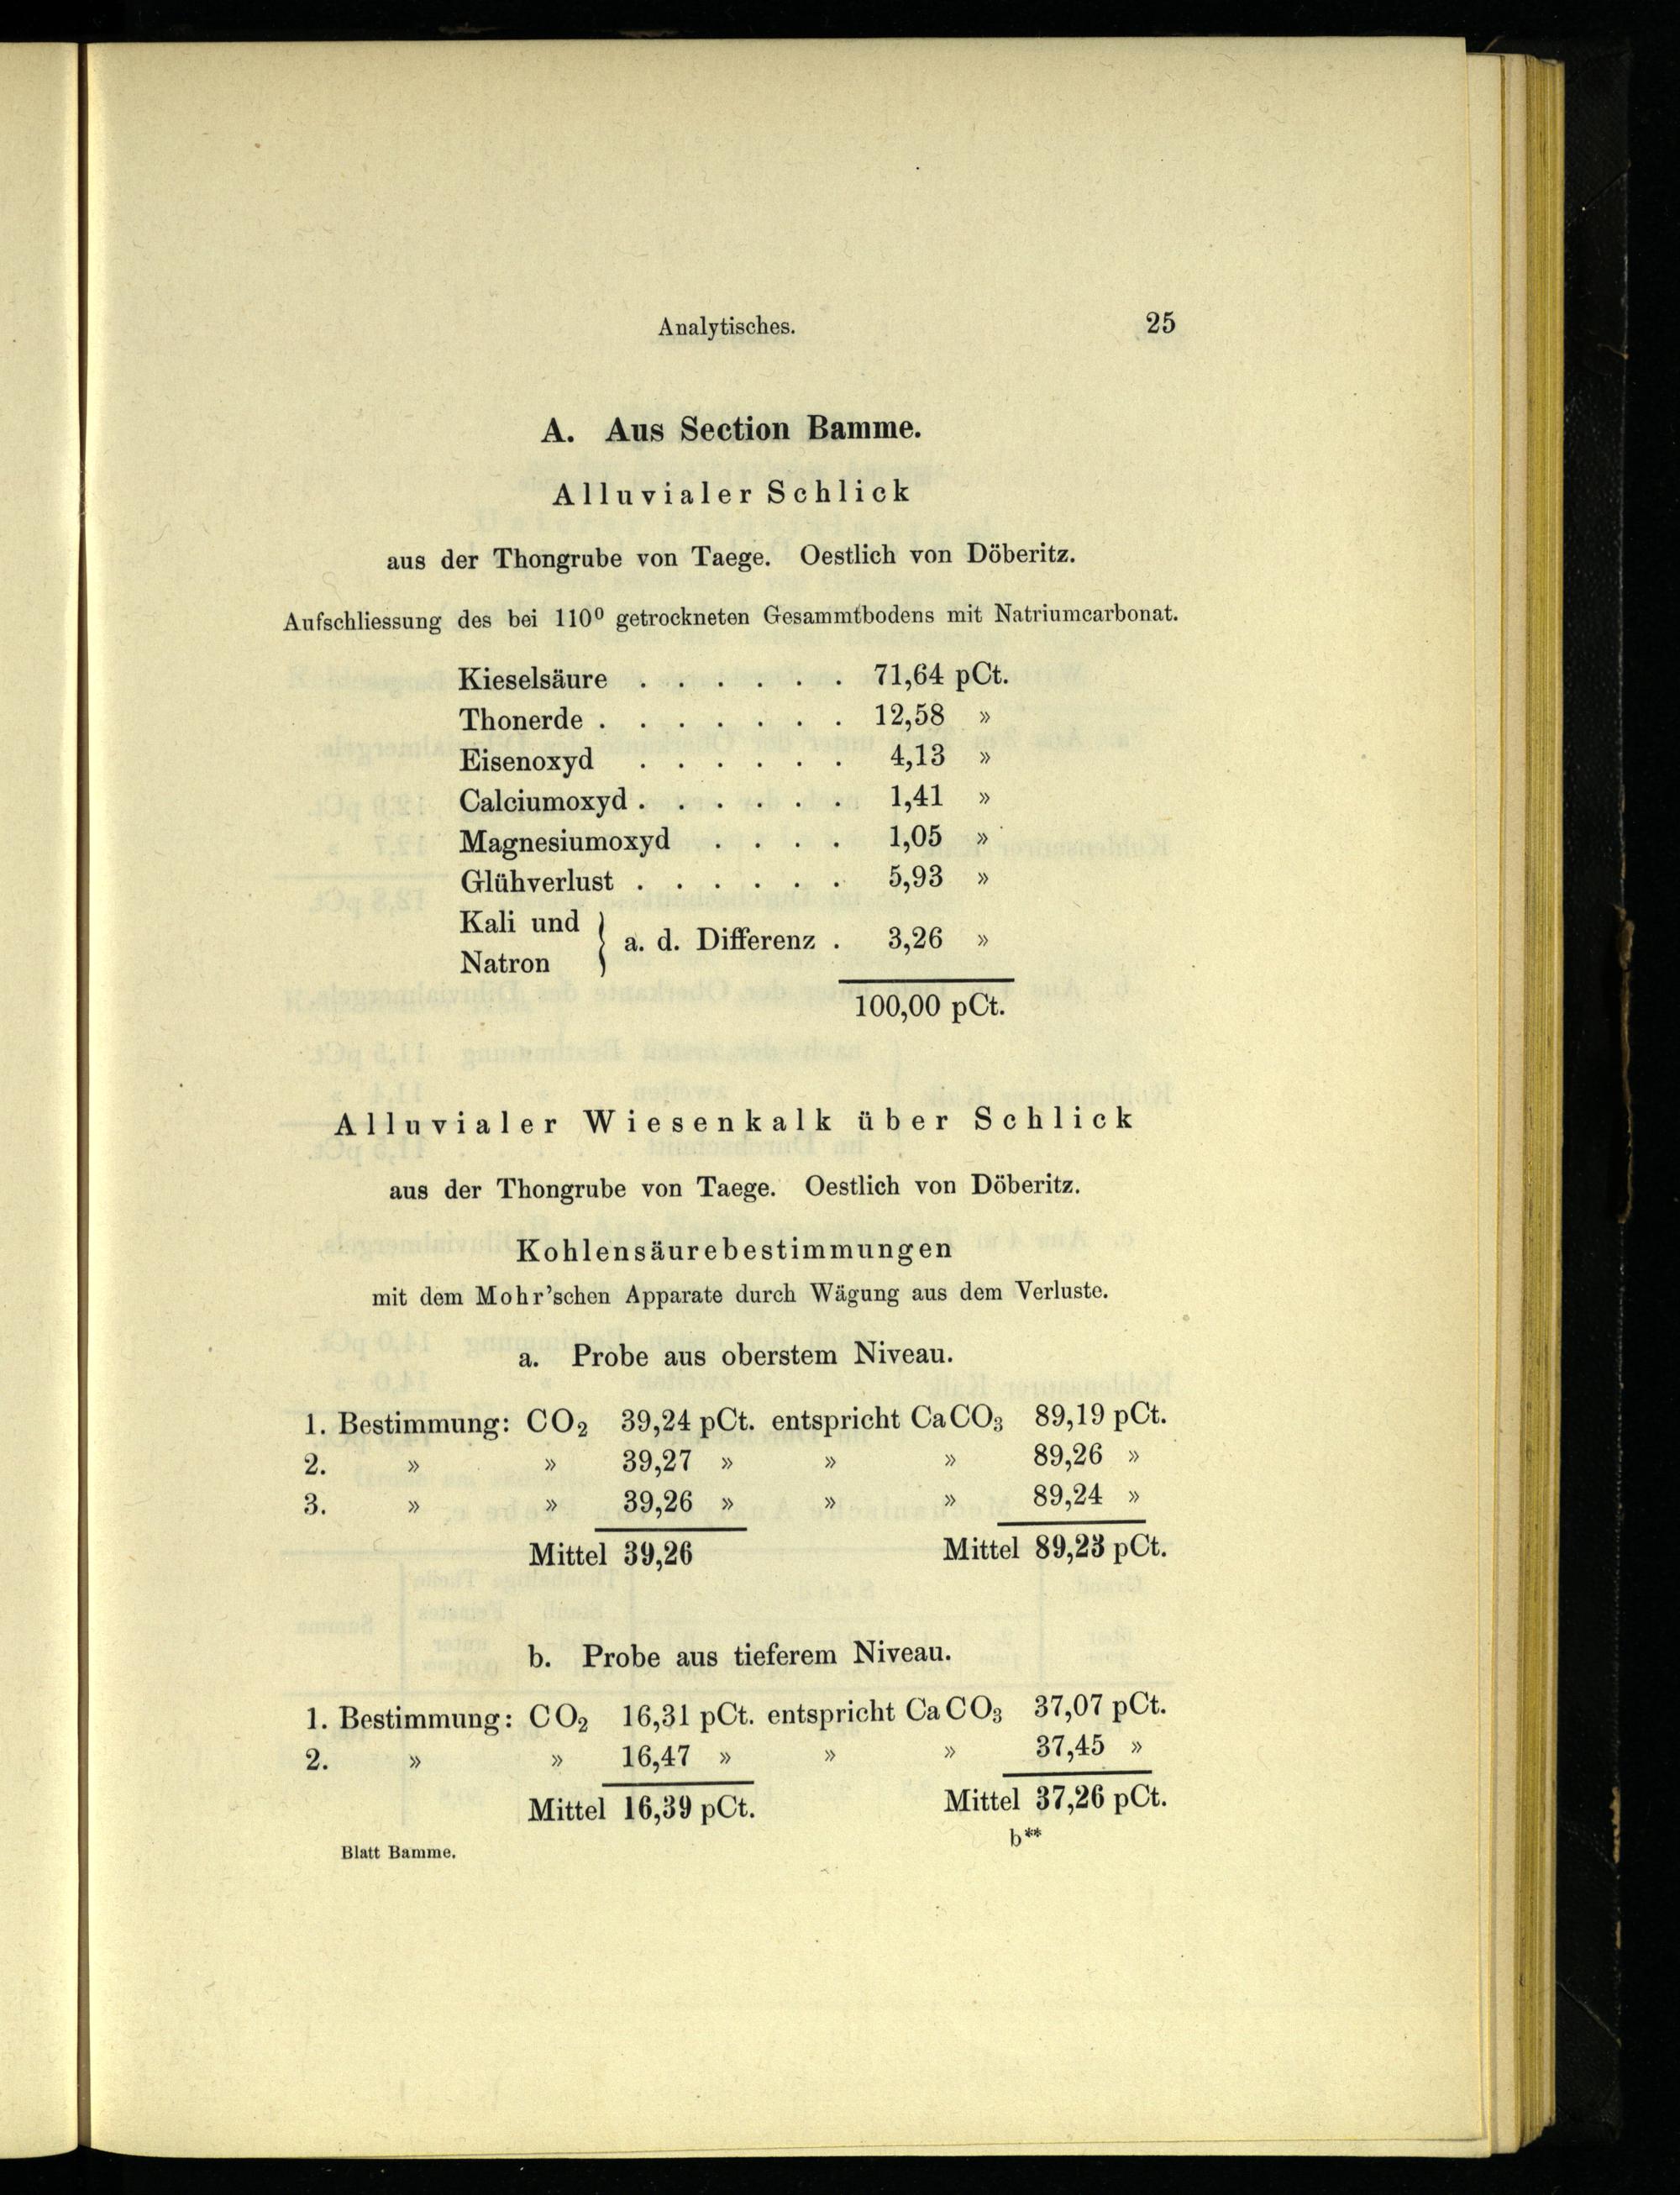 Analytisches. 25
A. Aus Section Bamme.
Alluvialer Schlick
aus der Thongrube von Taege. Oestlich von Döberitz.
Aufschliessung des bei 110⁰ getrockneten Gesammtbodens mit Natriumcarbonat.
Kieselsäure . . . . . . 71,64 pCt.
Thonerde . . . . . . . 12,58 »
Eisenoxyd . . . . . . 4,13 »
Calciumoxyd . . . . . . 1,41 »
Magnesiumoxyd . . . . 1,05 »
Glühverlust . . . . . . 5,93 »
Kali und
Natron } a. d. Differenz . 3,26 »
100,00 pCt.
Alluvialer Wiesenkalk über Schlick
aus der Thongrube von Taege. Oestlich von Döberitz.
Kohlensäurebestimmungen
mit dem Mohr'schen Apparate durch Wägung aus dem Verluste.
a. Probe aus oberstem Niveau.
1. Bestimmung: CO₂ 39,24 pCt. entspricht CaCO₃ 89,19 pCt.
2. » » 39,27 » » » 89,26 »
3. » » 39,26 » » » 89,24 »
Mittel 39,26 Mittel 89,23 pCt.
b. Probe aus tieferem Niveau.
1. Bestimmung: CO₂ 16,31 pCt. entspricht CaCO₃ 37,07 pCt.
2. » » 16,47 » » » 37,45 »
Mittel 16,39 pCt. Mittel 37,26 pCt.
Blatt Bamme. b**